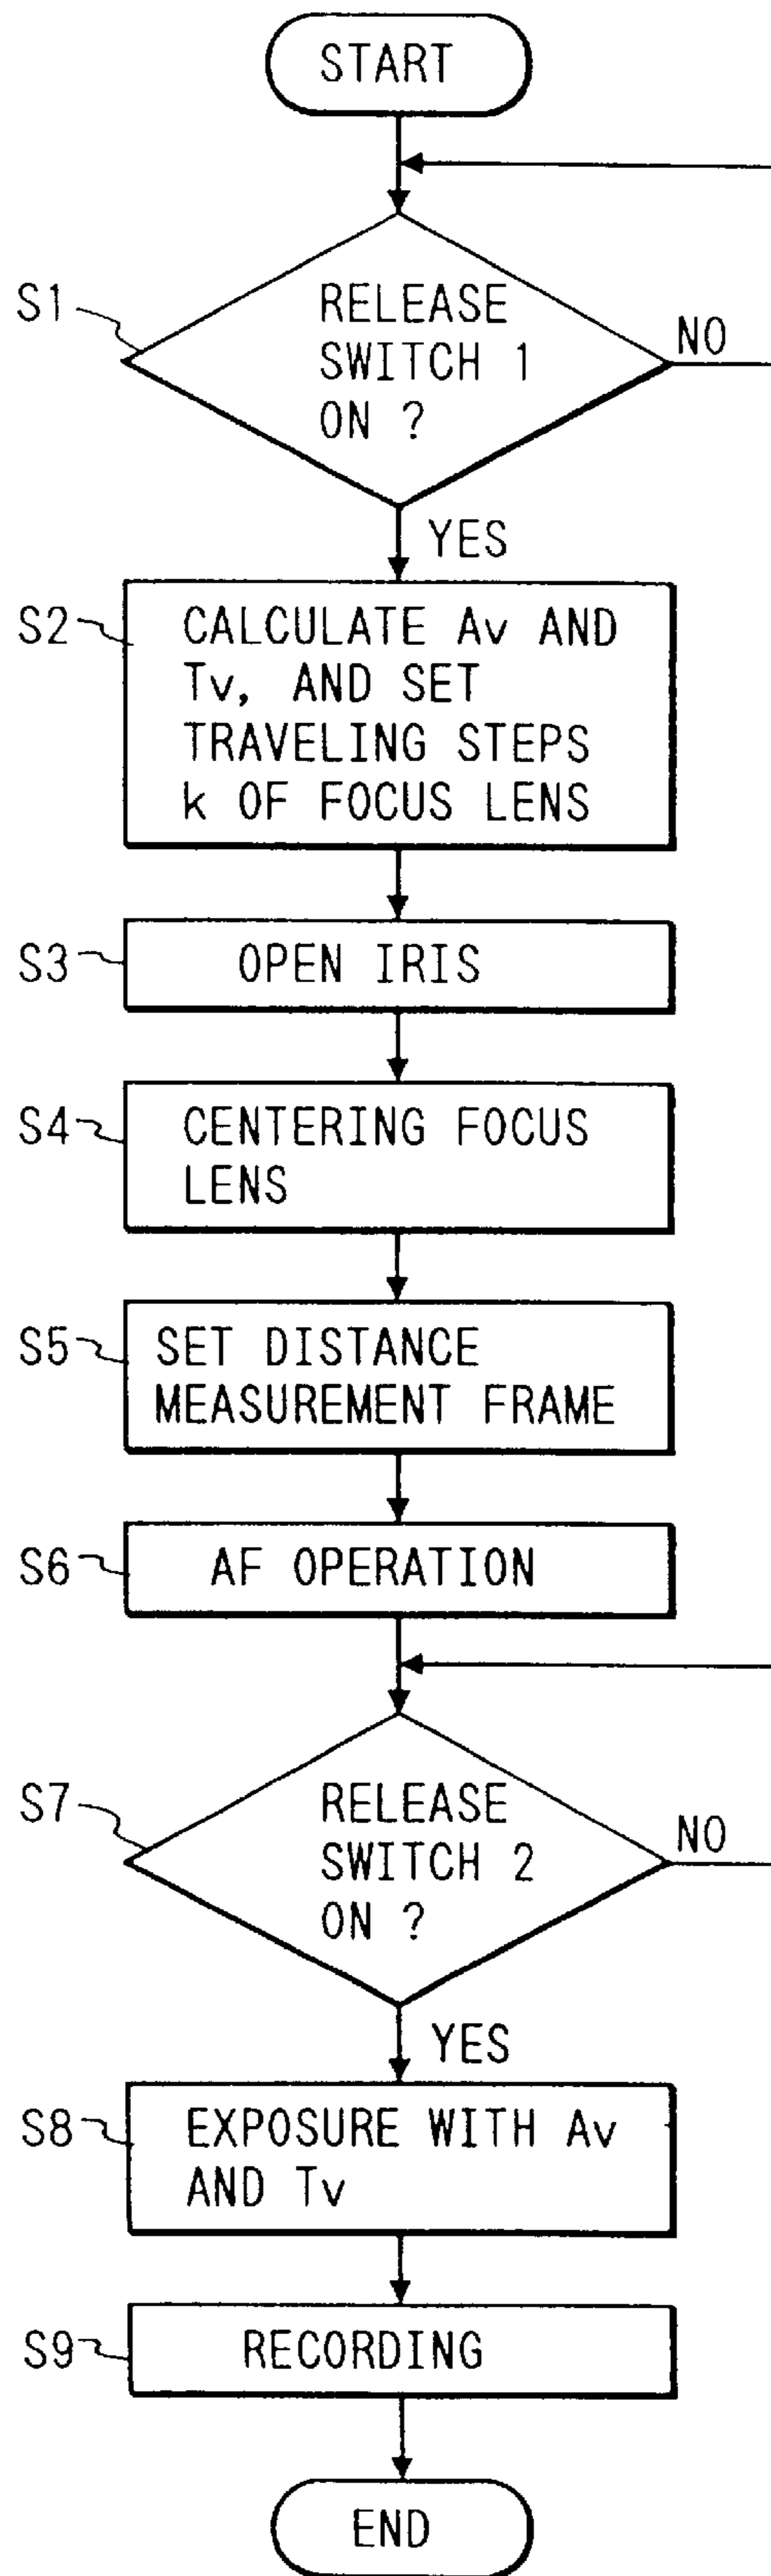 START
S1
RELEASE
SWITCH 1
ON ?
NO
YES
S2
CALCULATE Av AND
Tv, AND SET
TRAVELING STEPS
k OF FOCUS LENS
S3
OPEN IRIS
S4
CENTERING FOCUS
LENS
S5
SET DISTANCE
MEASUREMENT FRAME
S6
AF OPERATION
S7
RELEASE
SWITCH 2
ON ?
NO
YES
S8
EXPOSURE WITH Av
AND Tv
S9
RECORDING
END